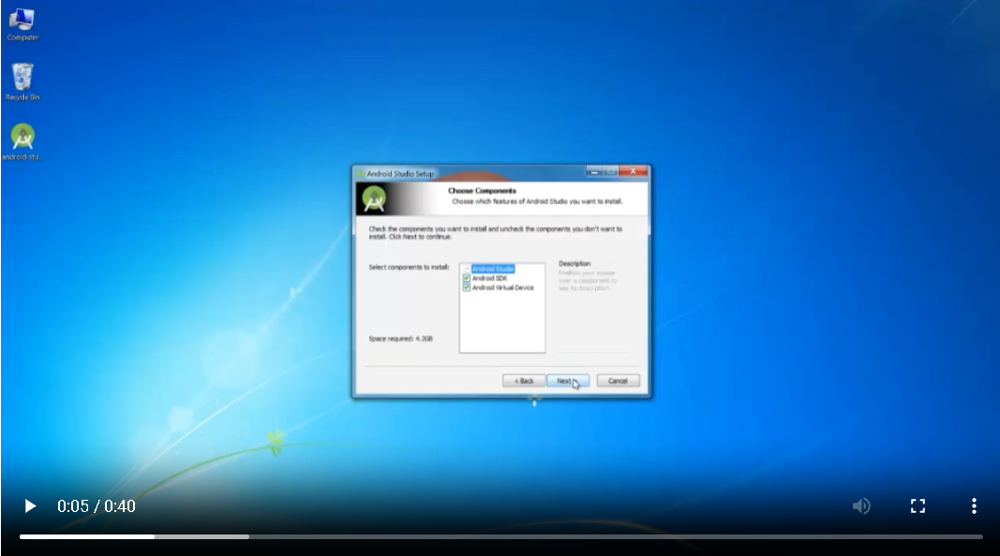 Computer
Recycle Bin
android-stu...
Android Studio Setup
Choose Components
Choose which features of Android Studio you want to install.
Check the components you want to install and uncheck the components you don't want to
install. Click Next to continue.
Select components to install:
Android Studio
Android SDK
Android Virtual Device
Description
Position your mouse
over a component to
see its description.
Space required: 4.2GB
< Back
Next >
Cancel
0:05 / 0:40